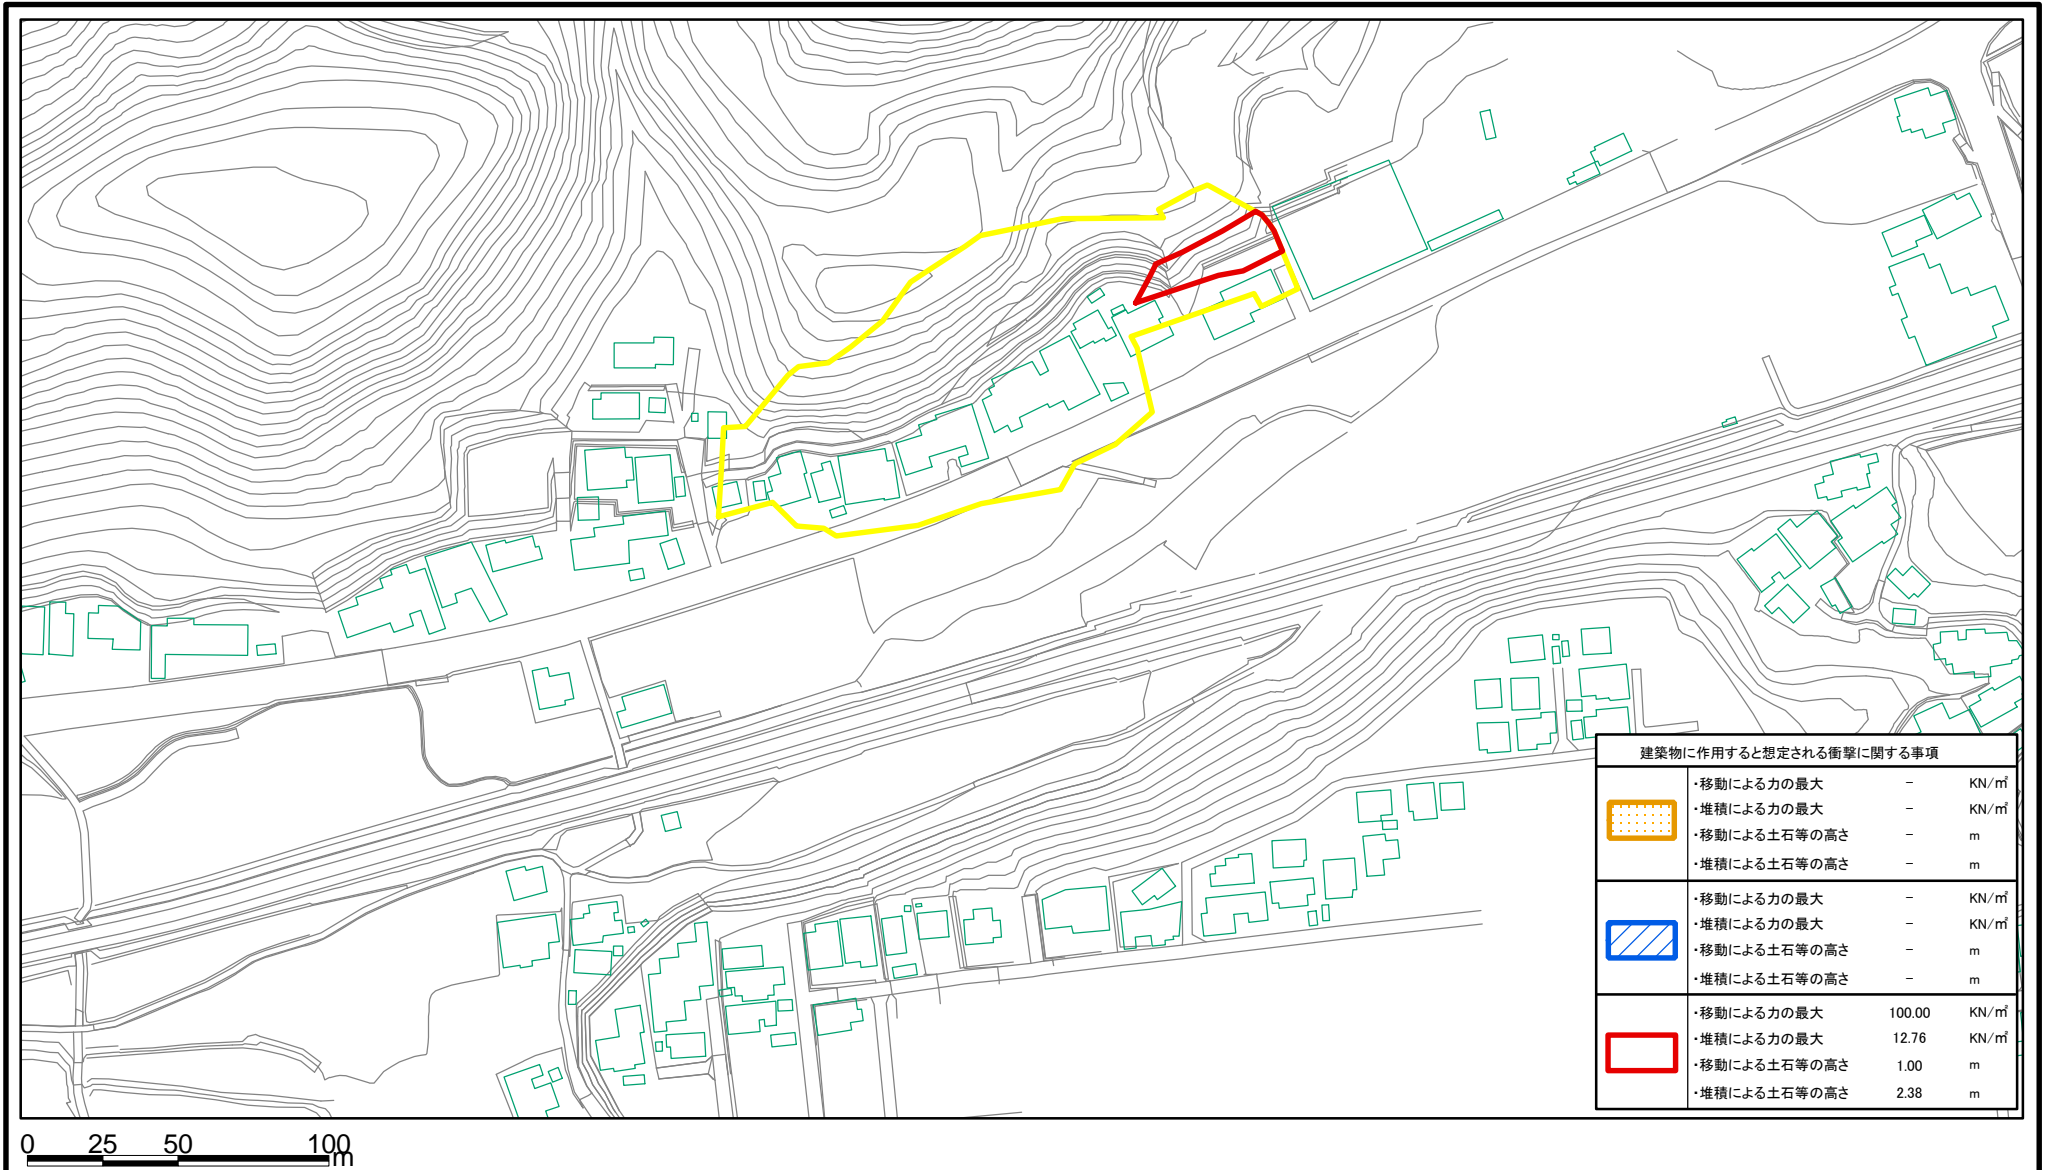 建築物に作用すると想定される衝撃に関する事項
・移動による力の最大 － KN/㎡
・堆積による力の最大 － KN/㎡
・移動による土石等の高さ － m
・堆積による土石等の高さ － m
・移動による力の最大 － KN/㎡
・堆積による力の最大 － KN/㎡
・移動による土石等の高さ － m
・堆積による土石等の高さ － m
・移動による力の最大 100.00 KN/㎡
・堆積による力の最大 12.76 KN/㎡
・移動による土石等の高さ 1.00 m
・堆積による土石等の高さ 2.38 m
0 25 50 100
m